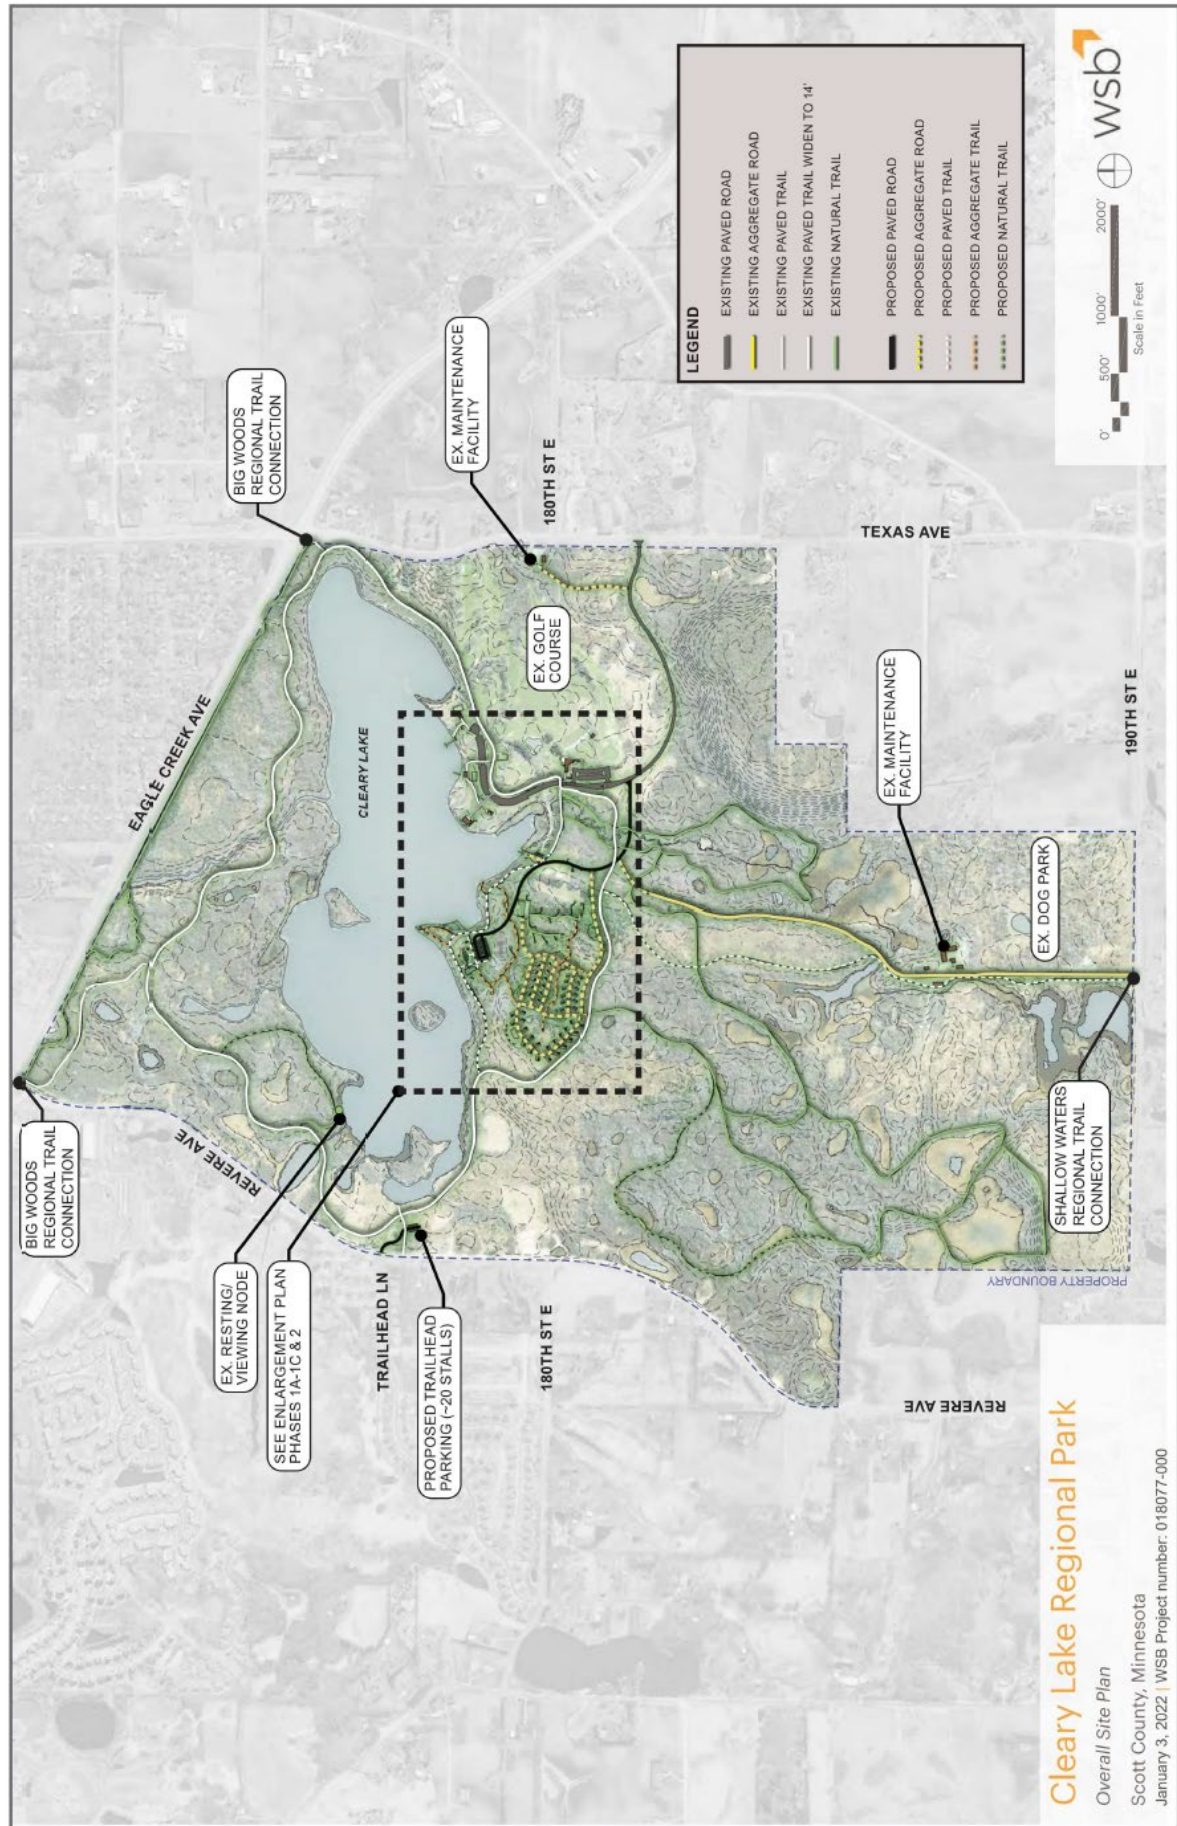 BIG WOODS
REGIONAL TRAIL
CONNECTION
EAGLE CREEK AVE
BIG WOODS
REGIONAL TRAIL
CONNECTION
REVERE AVE
CLEARY LAKE
EX. RESTING/
VIEWING NODE
SEE ENLARGEMENT PLAN
PHASES 1A-1C & 2
TRAILHEAD LN
PROPOSED TRAILHEAD
PARKING (~20 STALLS)
180TH ST E
EX. MAINTENANCE
FACILITY
180TH ST E
EX. GOLF
COURSE
TEXAS AVE
EX. MAINTENANCE
FACILITY
EX. DOG PARK
190TH ST E
SHALLOW WATERS
REGIONAL TRAIL
CONNECTION
PROPERTY BOUNDARY
REVERE AVE
LEGEND
EXISTING PAVED ROAD
EXISTING AGGREGATE ROAD
EXISTING PAVED TRAIL
EXISTING PAVED TRAIL WIDEN TO 14'
EXISTING NATURAL TRAIL
PROPOSED PAVED ROAD
PROPOSED AGGREGATE ROAD
PROPOSED PAVED TRAIL
PROPOSED AGGREGATE TRAIL
PROPOSED NATURAL TRAIL
0' 500' 1000' 2000'
Scale in Feet
wsb
Cleary Lake Regional Park
Overall Site Plan
Scott County, Minnesota
January 3, 2022 | WSB Project number: 018077-000